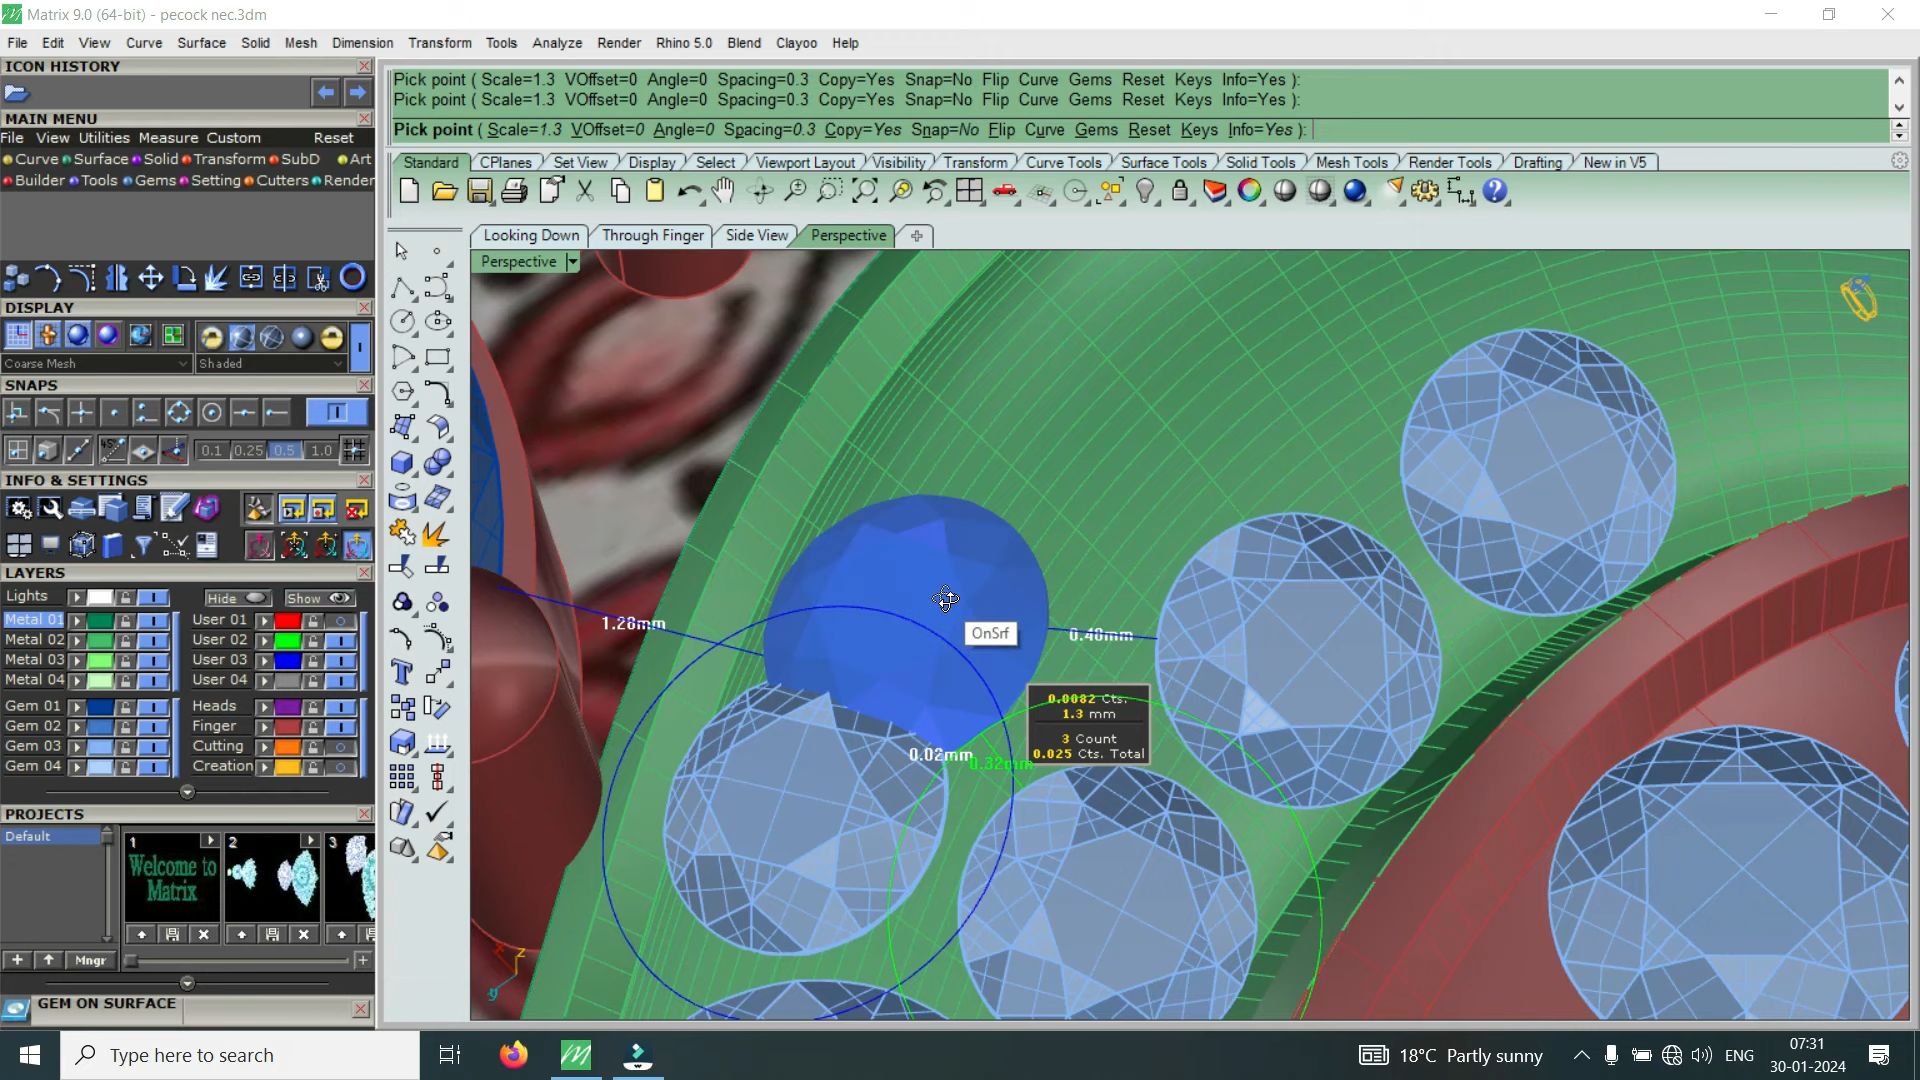 Matrix 9.0 (64-bit) - pecock nec.3dm
File Edit View Curve Surface Solid Mesh Dimension Transform Tools Analyze Render Rhino 5.0 Blend Clayoo Help
ICON HISTORY
MAIN MENU
File View Utilities Measure Custom Reset
Curve Surface Solid Transform SubD Art
Builder Tools Gems Setting Cutters Render
DISPLAY
Coarse Mesh Shaded
SNAPS
0.1 0.25 0.5 1.0
INFO & SETTINGS
LAYERS
Lights Hide Show
Metal 01 User 01
Metal 02 User 02
Metal 03 User 03
Metal 04 User 04
Gem 01 Heads
Gem 02 Finger
Gem 03 Cutting
Gem 04 Creation
PROJECTS
Default
1 2 3
Welcome to
Matrix
Mngr
GEM ON SURFACE
Pick point ( Scale=1.3 VOffset=0 Angle=0 Spacing=0.3 Copy=Yes Snap=No Flip Curve Gems Reset Keys Info=Yes ):
Pick point ( Scale=1.3 VOffset=0 Angle=0 Spacing=0.3 Copy=Yes Snap=No Flip Curve Gems Reset Keys Info=Yes ):
Pick point ( Scale=1.3 VOffset=0 Angle=0 Spacing=0.3 Copy=Yes Snap=No Flip Curve Gems Reset Keys Info=Yes ):
Standard CPlanes Set View Display Select Viewport Layout Visibility Transform Curve Tools Surface Tools Solid Tools Mesh Tools Render Tools Drafting New in V5
Looking Down Through Finger Side View Perspective
Perspective
1.28mm
OnSrf
0.48mm
0.0082 Cts.
1.3 mm
3 Count
0.025 Cts. Total
0.02mm
0.32mm
x
z
y
Type here to search
18°C Partly sunny
ENG
07:31
30-01-2024